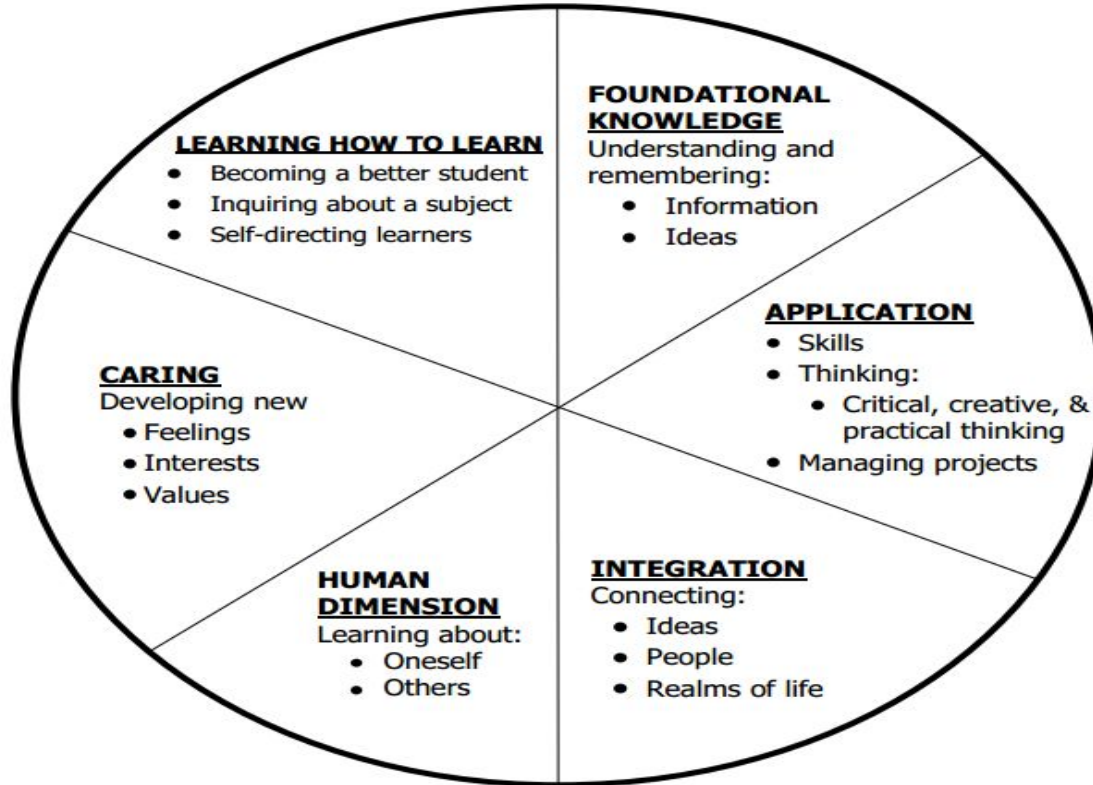 FOUNDATIONAL
KNOWLEDGE
Understanding and
remembering:
• Information
• Ideas
APPLICATION
• Skills
• Thinking:
• Critical, creative, &
practical thinking
• Managing projects
INTEGRATION
Connecting:
• Ideas
• People
• Realms of life
HUMAN
DIMENSION
Learning about:
• Oneself
• Others
CARING
Developing new
• Feelings
• Interests
• Values
LEARNING HOW TO LEARN
• Becoming a better student
• Inquiring about a subject
• Self-directing learners